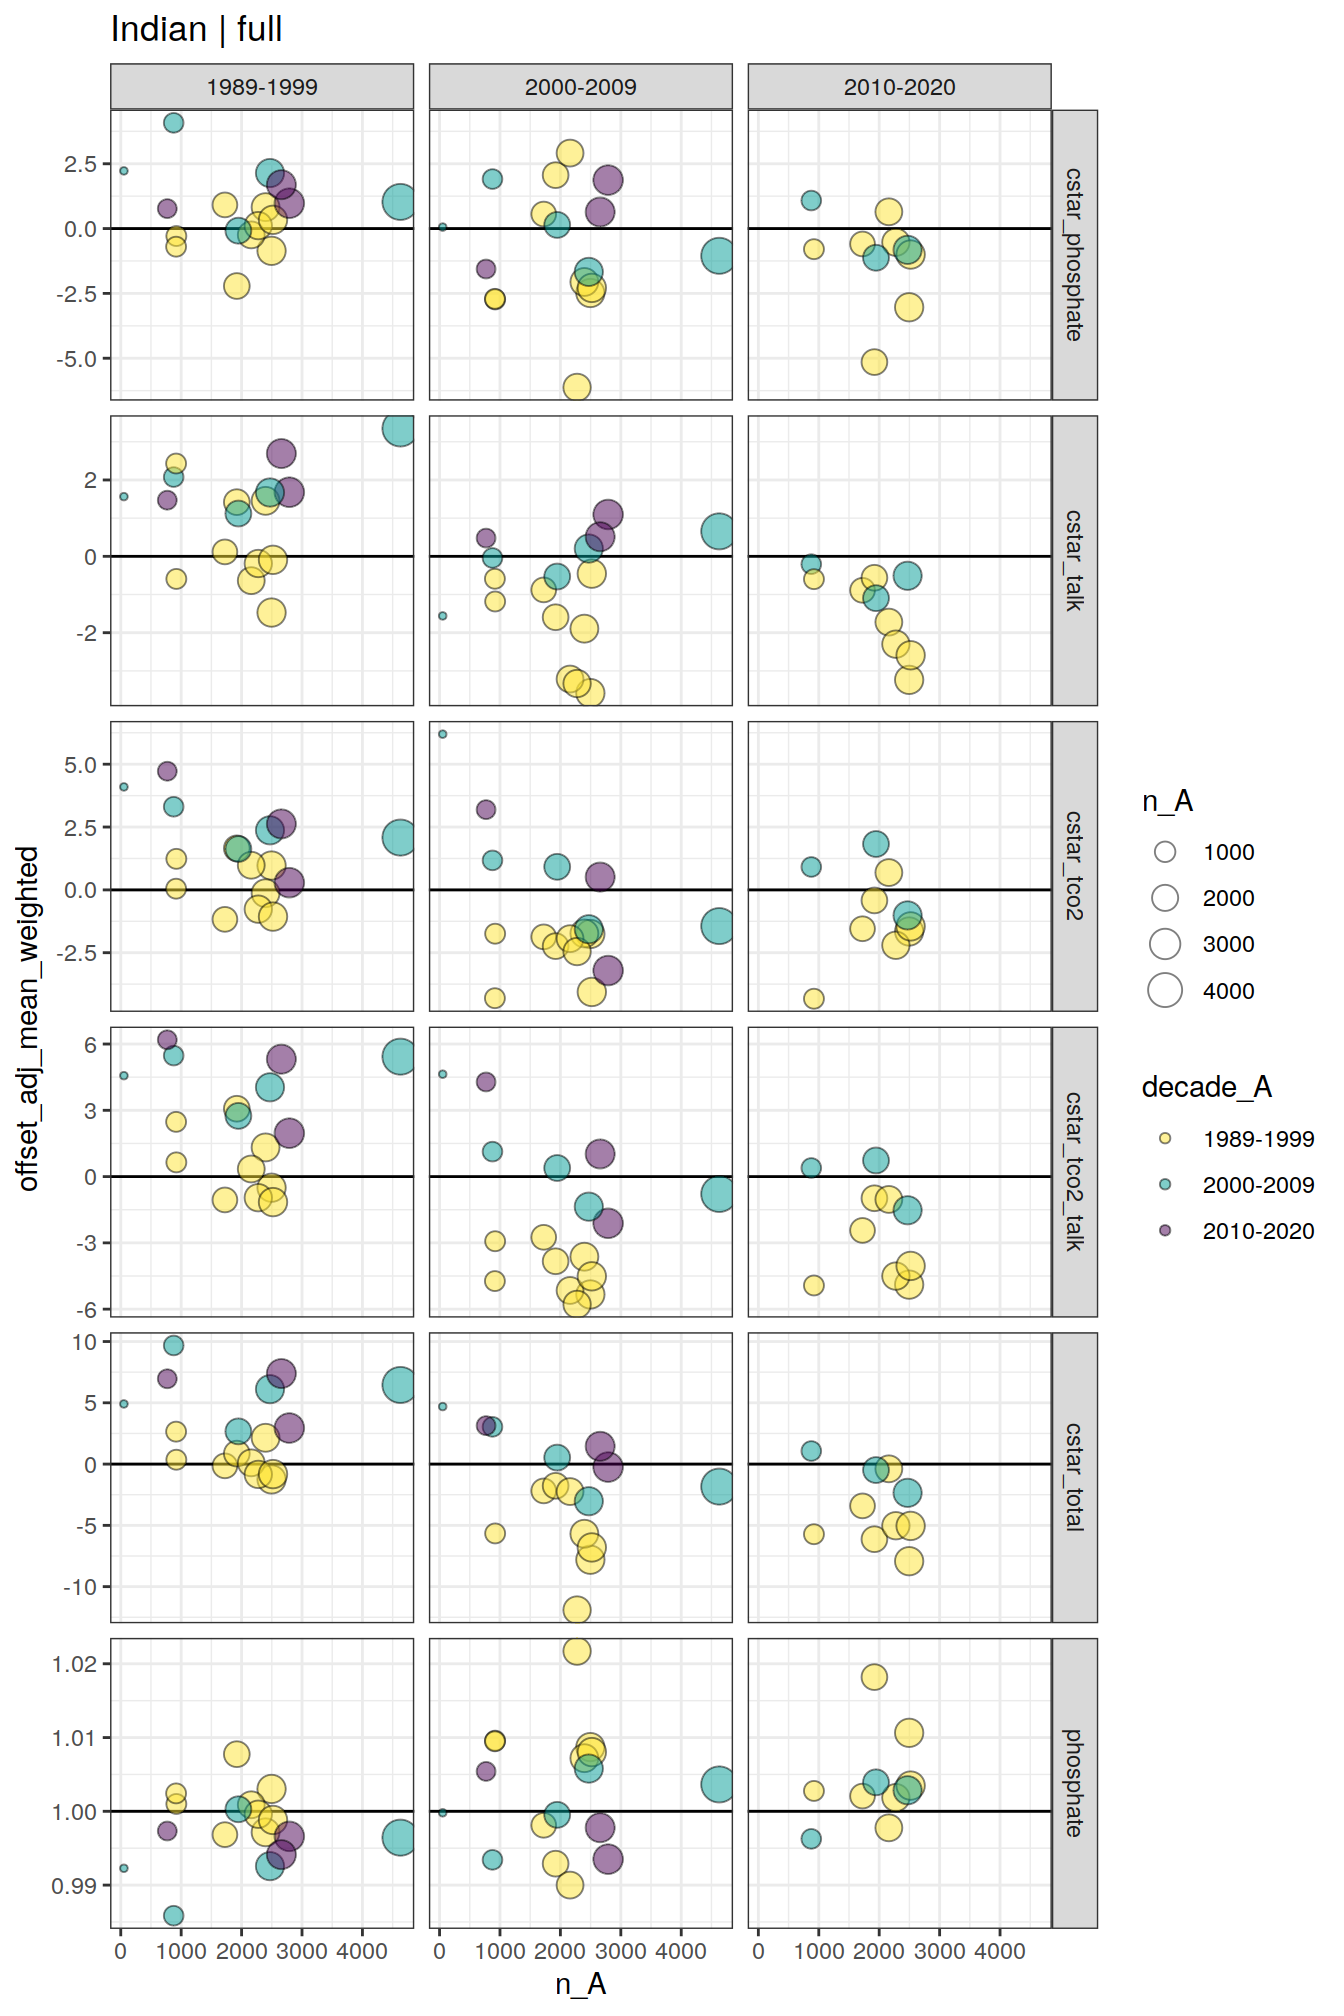 Indian | full
1989-1999
2000-2009
2010-2020
2.5
0.0
-2.5
-5.0
cstar_phosphate
2
0
-2
cstar_talk
5.0
2.5
0.0
-2.5
cstar_tco2
6
3
0
-3
-6
cstar_tco2_talk
10
5
0
-5
-10
cstar_total
1.02
1.01
1.00
0.99
phosphate
0 1000 2000 3000 4000
0 1000 2000 3000 4000
0 1000 2000 3000 4000
n_A
offset_adj_mean_weighted
n_A
1000
2000
3000
4000
decade_A
1989-1999
2000-2009
2010-2020